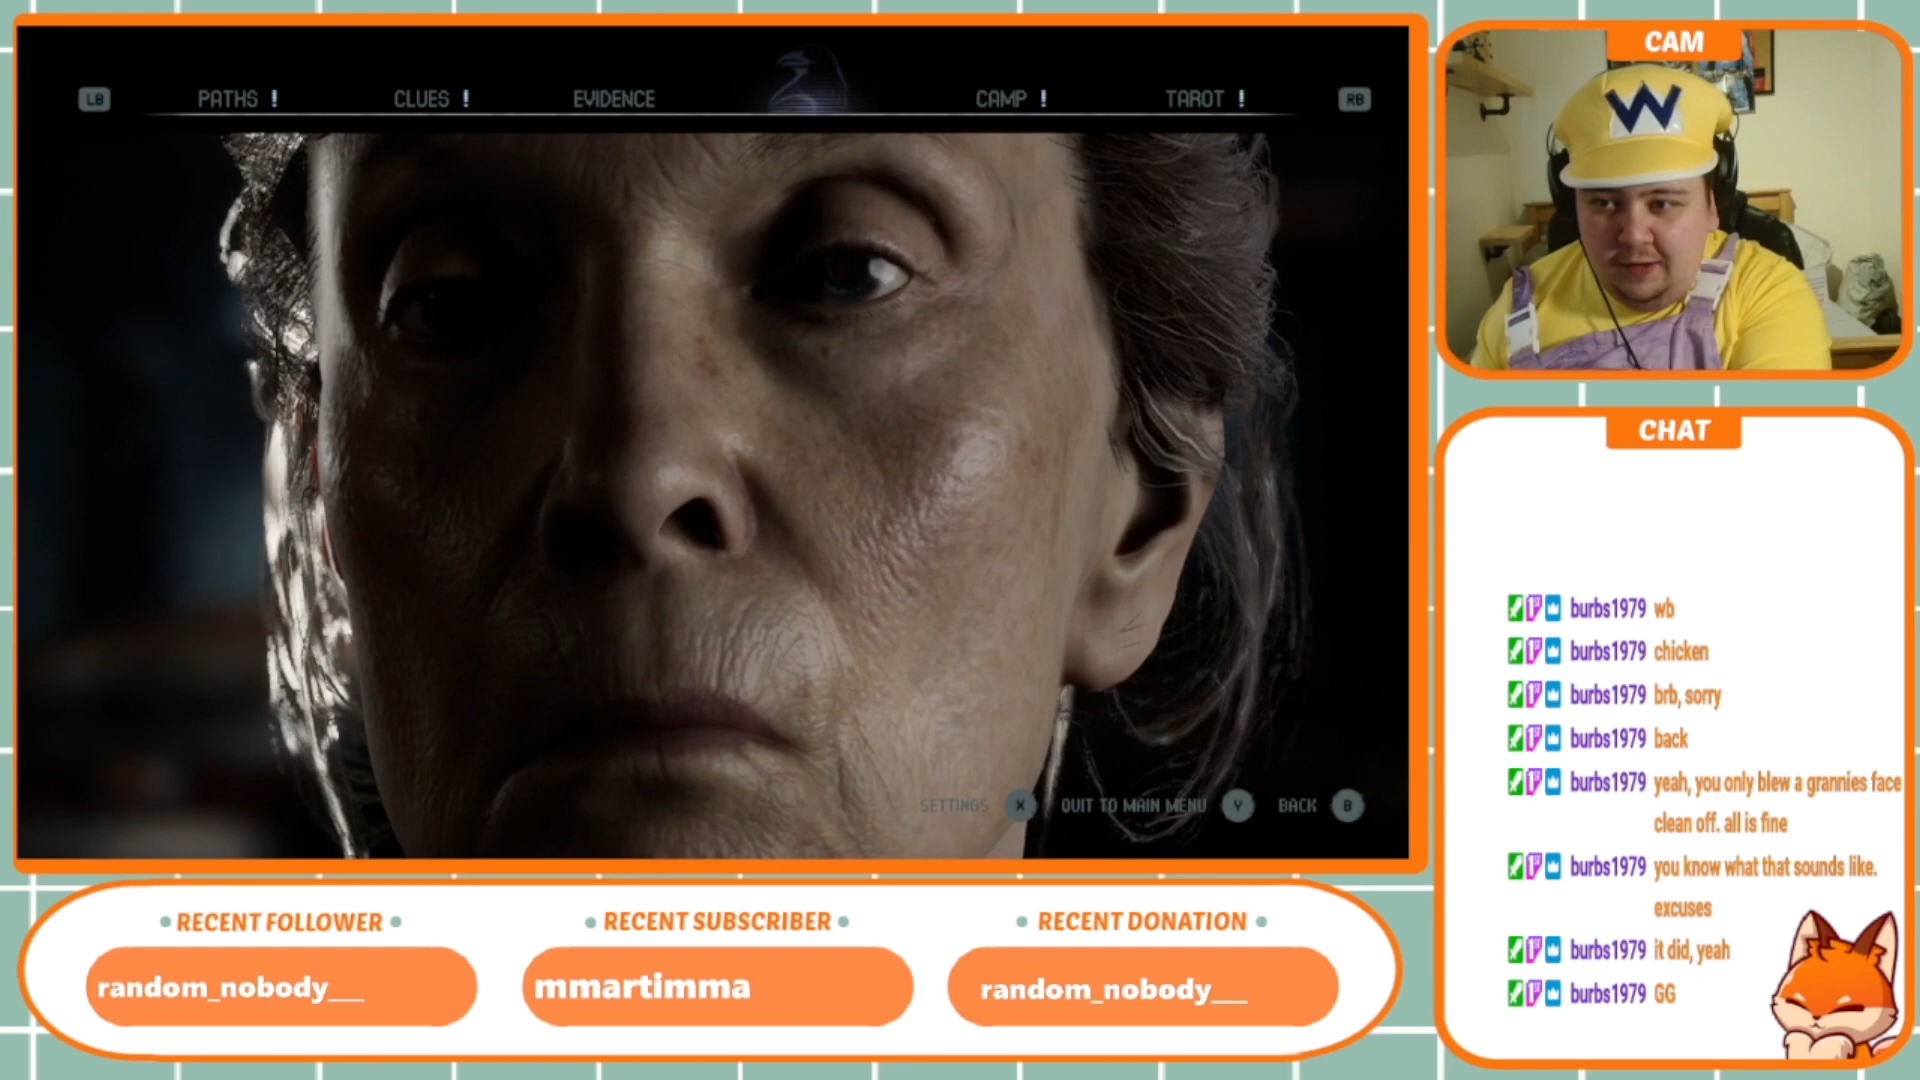 LB PATHS ! CLUES ! EVIDENCE CAMP ! TAROT ! RB
SETTINGS X QUIT TO MAIN MENU Y BACK B
CAM
W
CHAT
burbs1979 wb
burbs1979 chicken
burbs1979 brb, sorry
burbs1979 back
burbs1979 yeah, you only blew a grannies face
clean off. all is fine
burbs1979 you know what that sounds like.
excuses
burbs1979 it did, yeah
burbs1979 GG
RECENT FOLLOWER
random_nobody__
RECENT SUBSCRIBER
mmartimma
RECENT DONATION
random_nobody__